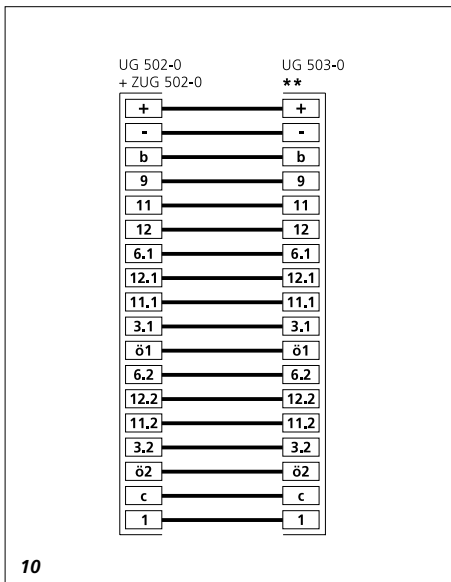 UG 502-0 UG 503-0
+ ZUG 502-0 **
+ +
- -
b b
9 9
11 11
12 12
6.1 6.1
12.1 12.1
11.1 11.1
3.1 3.1
ö1 ö1
6.2 6.2
12.2 12.2
11.2 11.2
3.2 3.2
ö2 ö2
c c
1 1
10